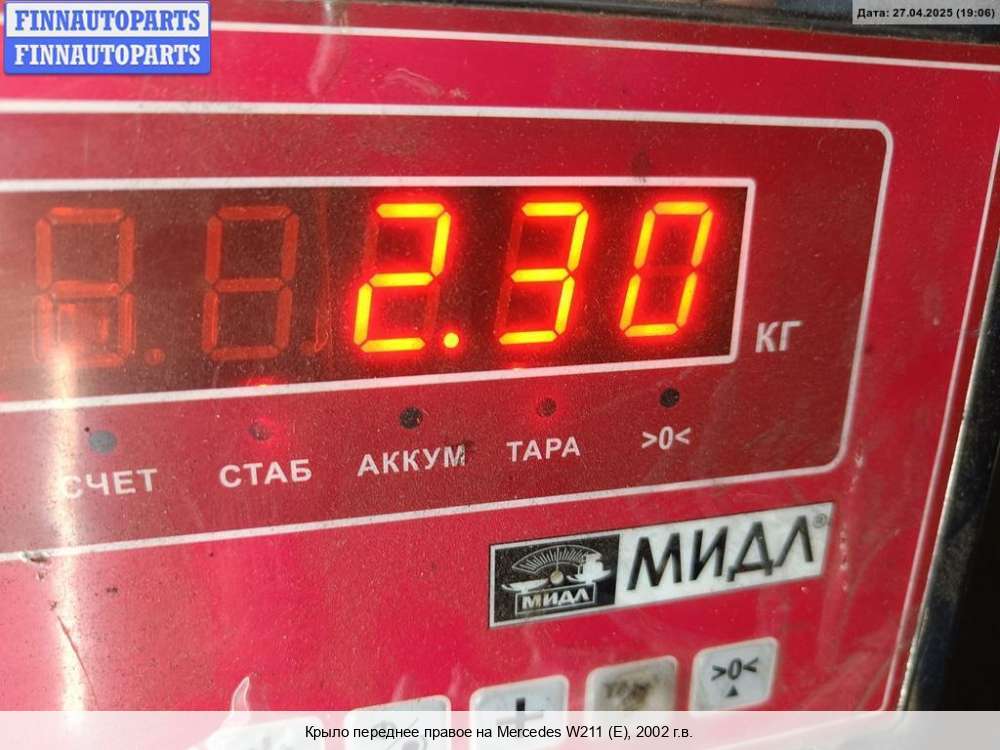 FINNAUTOPARTS
FINNAUTOPARTS
Дата: 27.04.2025 (19:06)
2.30
КГ
СЧЕТ СТАБ АККУМ ТАРА >0<
МИДЛ®
МИДЛ
>0<
Крыло переднее правое на Mercedes W211 (E), 2002 г.в.